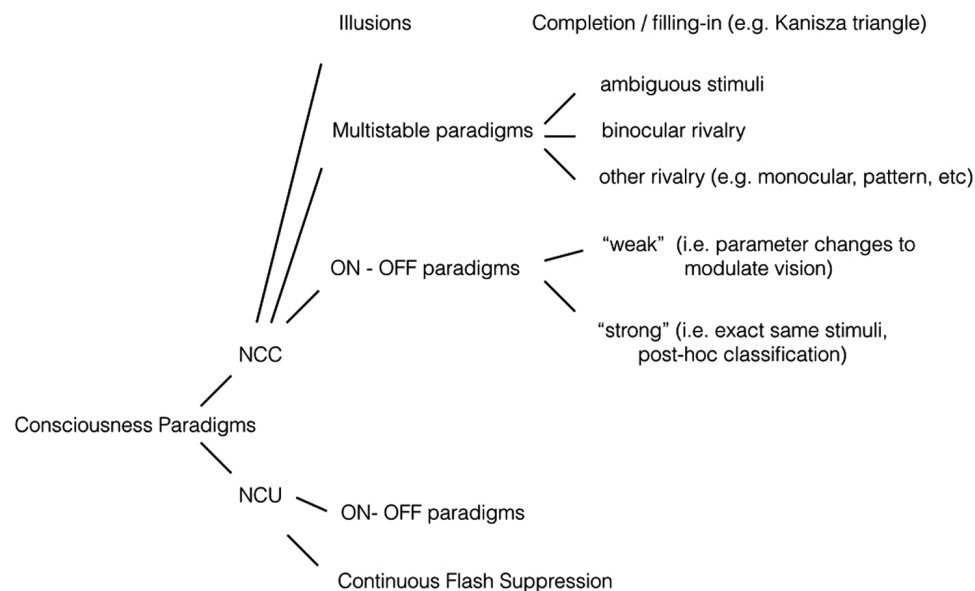 Illusions
Completion / filling-in (e.g. Kanisza triangle)
ambiguous stimuli
Multistable paradigms
binocular rivalry
other rivalry (e.g. monocular, pattern, etc)
“weak” (i.e. parameter changes to
modulate vision)
ON - OFF paradigms
“strong” (i.e. exact same stimuli,
post-hoc classification)
NCC
Consciousness Paradigms
NCU
ON- OFF paradigms
Continuous Flash Suppression